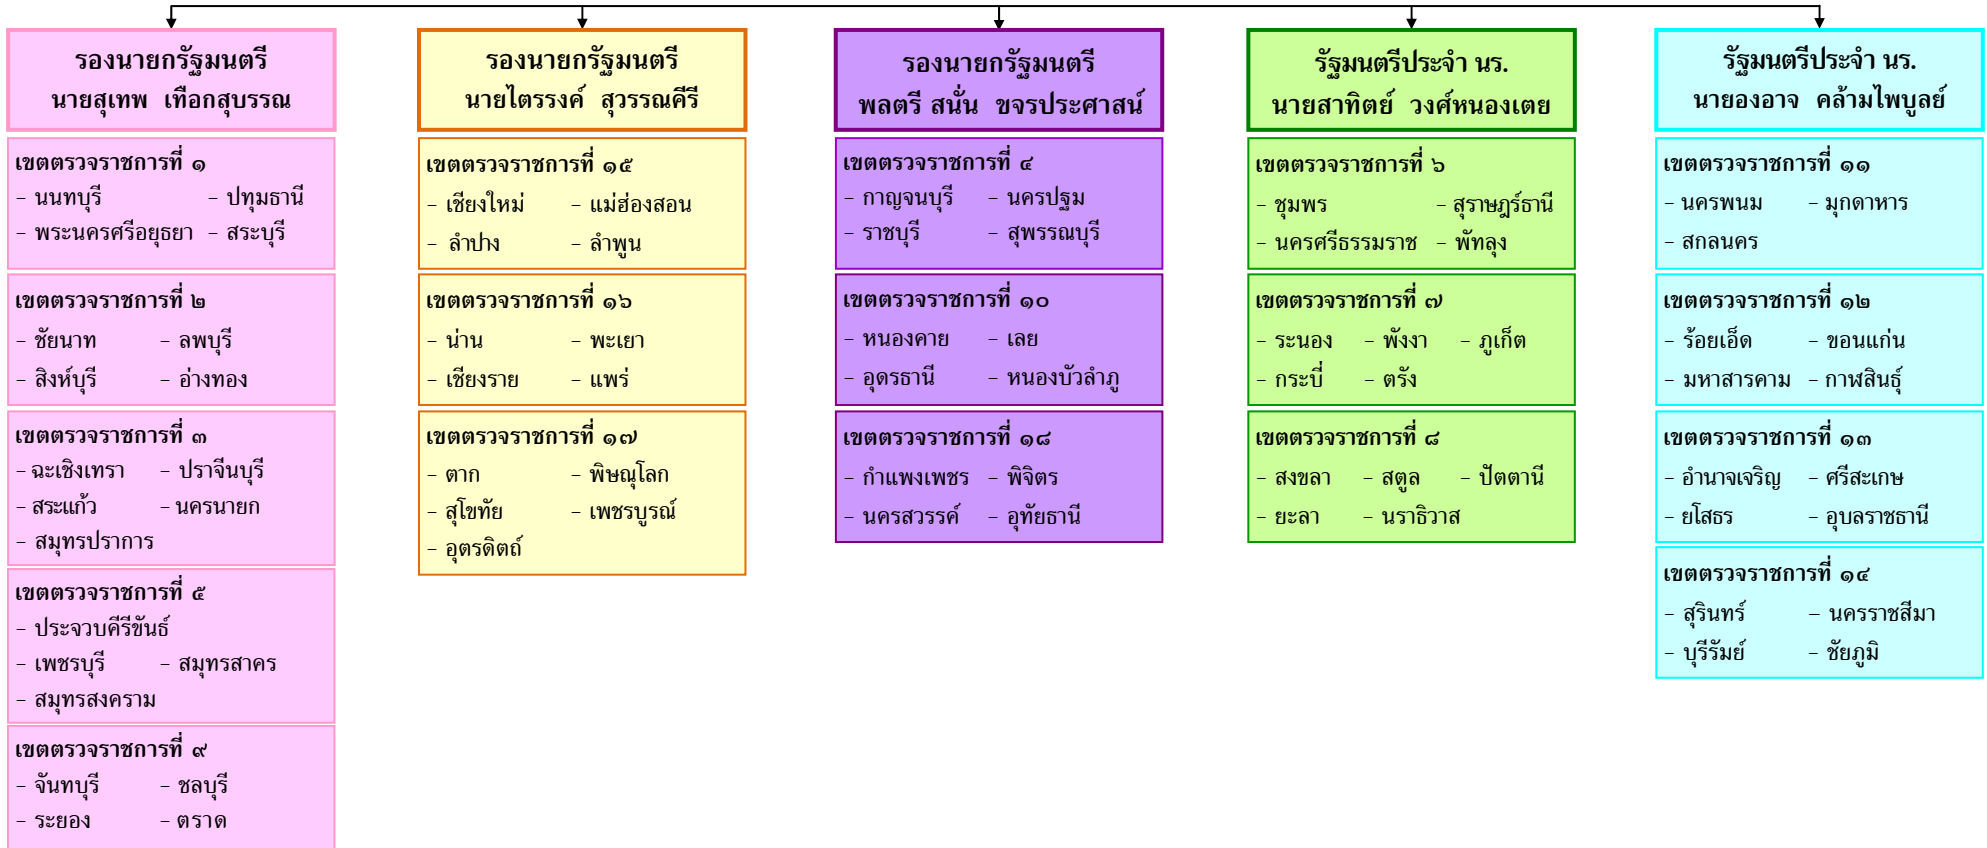 รองนายกรัฐมนตรี
นายสุเทพ เทือกสุบรรณ
เขตตรวจราชการที่ ๑
- นนทบุรี - ปทุมธานี
- พระนครศรีอยุธยา - สระบุรี
เขตตรวจราชการที่ ๒
- ชัยนาท - ลพบุรี
- สิงห์บุรี - อ่างทอง
เขตตรวจราชการที่ ๓
- ฉะเชิงเทรา - ปราจีนบุรี
- สระแก้ว - นครนายก
- สมุทรปราการ
เขตตรวจราชการที่ ๕
- ประจวบคีรีขันธ์
- เพชรบุรี - สมุทรสาคร
- สมุทรสงคราม
เขตตรวจราชการที่ ๙
- จันทบุรี - ชลบุรี
- ระยอง - ตราด
รองนายกรัฐมนตรี
นายไตรรงค์ สุวรรณคีรี
เขตตรวจราชการที่ ๑๕
- เชียงใหม่ - แม่ฮ่องสอน
- ลำปาง - ลำพูน
เขตตรวจราชการที่ ๑๖
- น่าน - พะเยา
- เชียงราย - แพร่
เขตตรวจราชการที่ ๑๗
- ตาก - พิษณุโลก
- สุโขทัย - เพชรบูรณ์
- อุตรดิตถ์
รองนายกรัฐมนตรี
พลตรี สนั่น ขจรประศาสน์
เขตตรวจราชการที่ ๔
- กาญจนบุรี - นครปฐม
- ราชบุรี - สุพรรณบุรี
เขตตรวจราชการที่ ๑๐
- หนองคาย - เลย
- อุดรธานี - หนองบัวลำภู
เขตตรวจราชการที่ ๑๘
- กำแพงเพชร - พิจิตร
- นครสวรรค์ - อุทัยธานี
รัฐมนตรีประจำ นร.
นายสาทิตย์ วงศ์หนองเตย
เขตตรวจราชการที่ ๖
- ชุมพร - สุราษฎร์ธานี
- นครศรีธรรมราช - พัทลุง
เขตตรวจราชการที่ ๗
- ระนอง - พังงา - ภูเก็ต
- กระบี่ - ตรัง
เขตตรวจราชการที่ ๘
- สงขลา - สตูล - ปัตตานี
- ยะลา - นราธิวาส
รัฐมนตรีประจำ นร.
นายองอาจ คล้ามไพบูลย์
เขตตรวจราชการที่ ๑๑
- นครพนม - มุกดาหาร
- สกลนคร
เขตตรวจราชการที่ ๑๒
- ร้อยเอ็ด - ขอนแก่น
- มหาสารคาม - กาฬสินธุ์
เขตตรวจราชการที่ ๑๓
- อำนาจเจริญ - ศรีสะเกษ
- ยโสธร - อุบลราชธานี
เขตตรวจราชการที่ ๑๔
- สุรินทร์ - นครราชสีมา
- บุรีรัมย์ - ชัยภูมิ